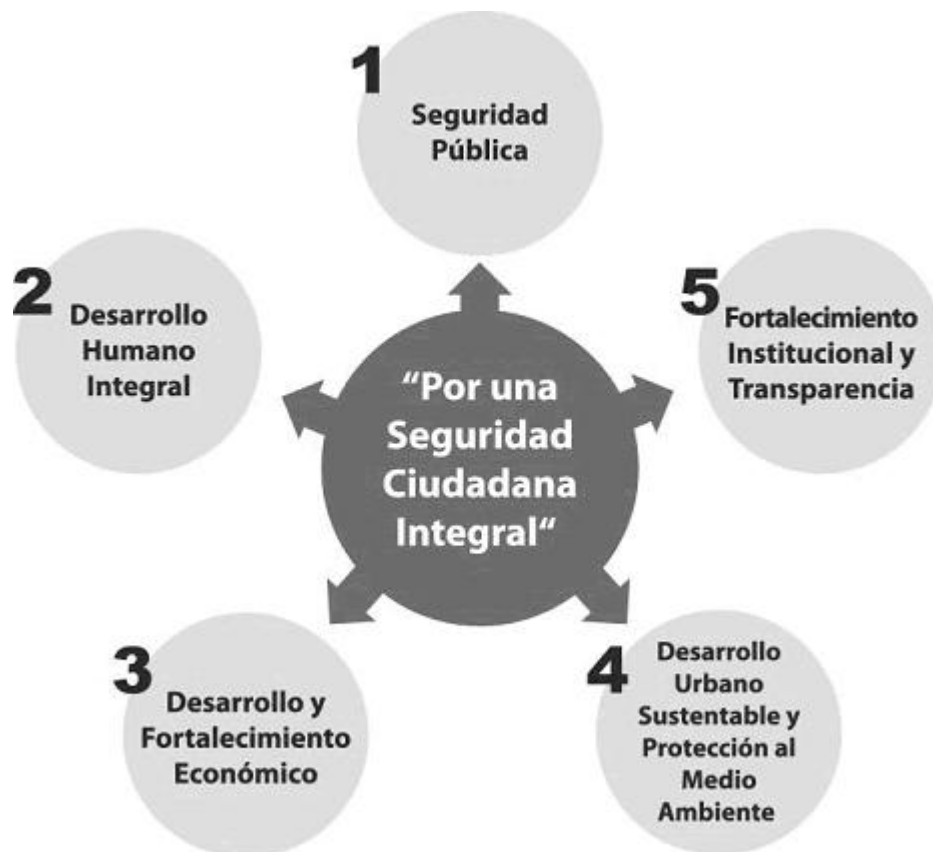 1
Seguridad
Pública
2
Desarrollo
Humano
Integral
5
Fortalecimiento
Institucional y
Transparencia
“Por una
Seguridad
Ciudadana
Integral“
3
Desarrollo y
Fortalecimiento
Económico
4
Desarrollo
Urbano
Sustentable y
Protección al
Medio
Ambiente